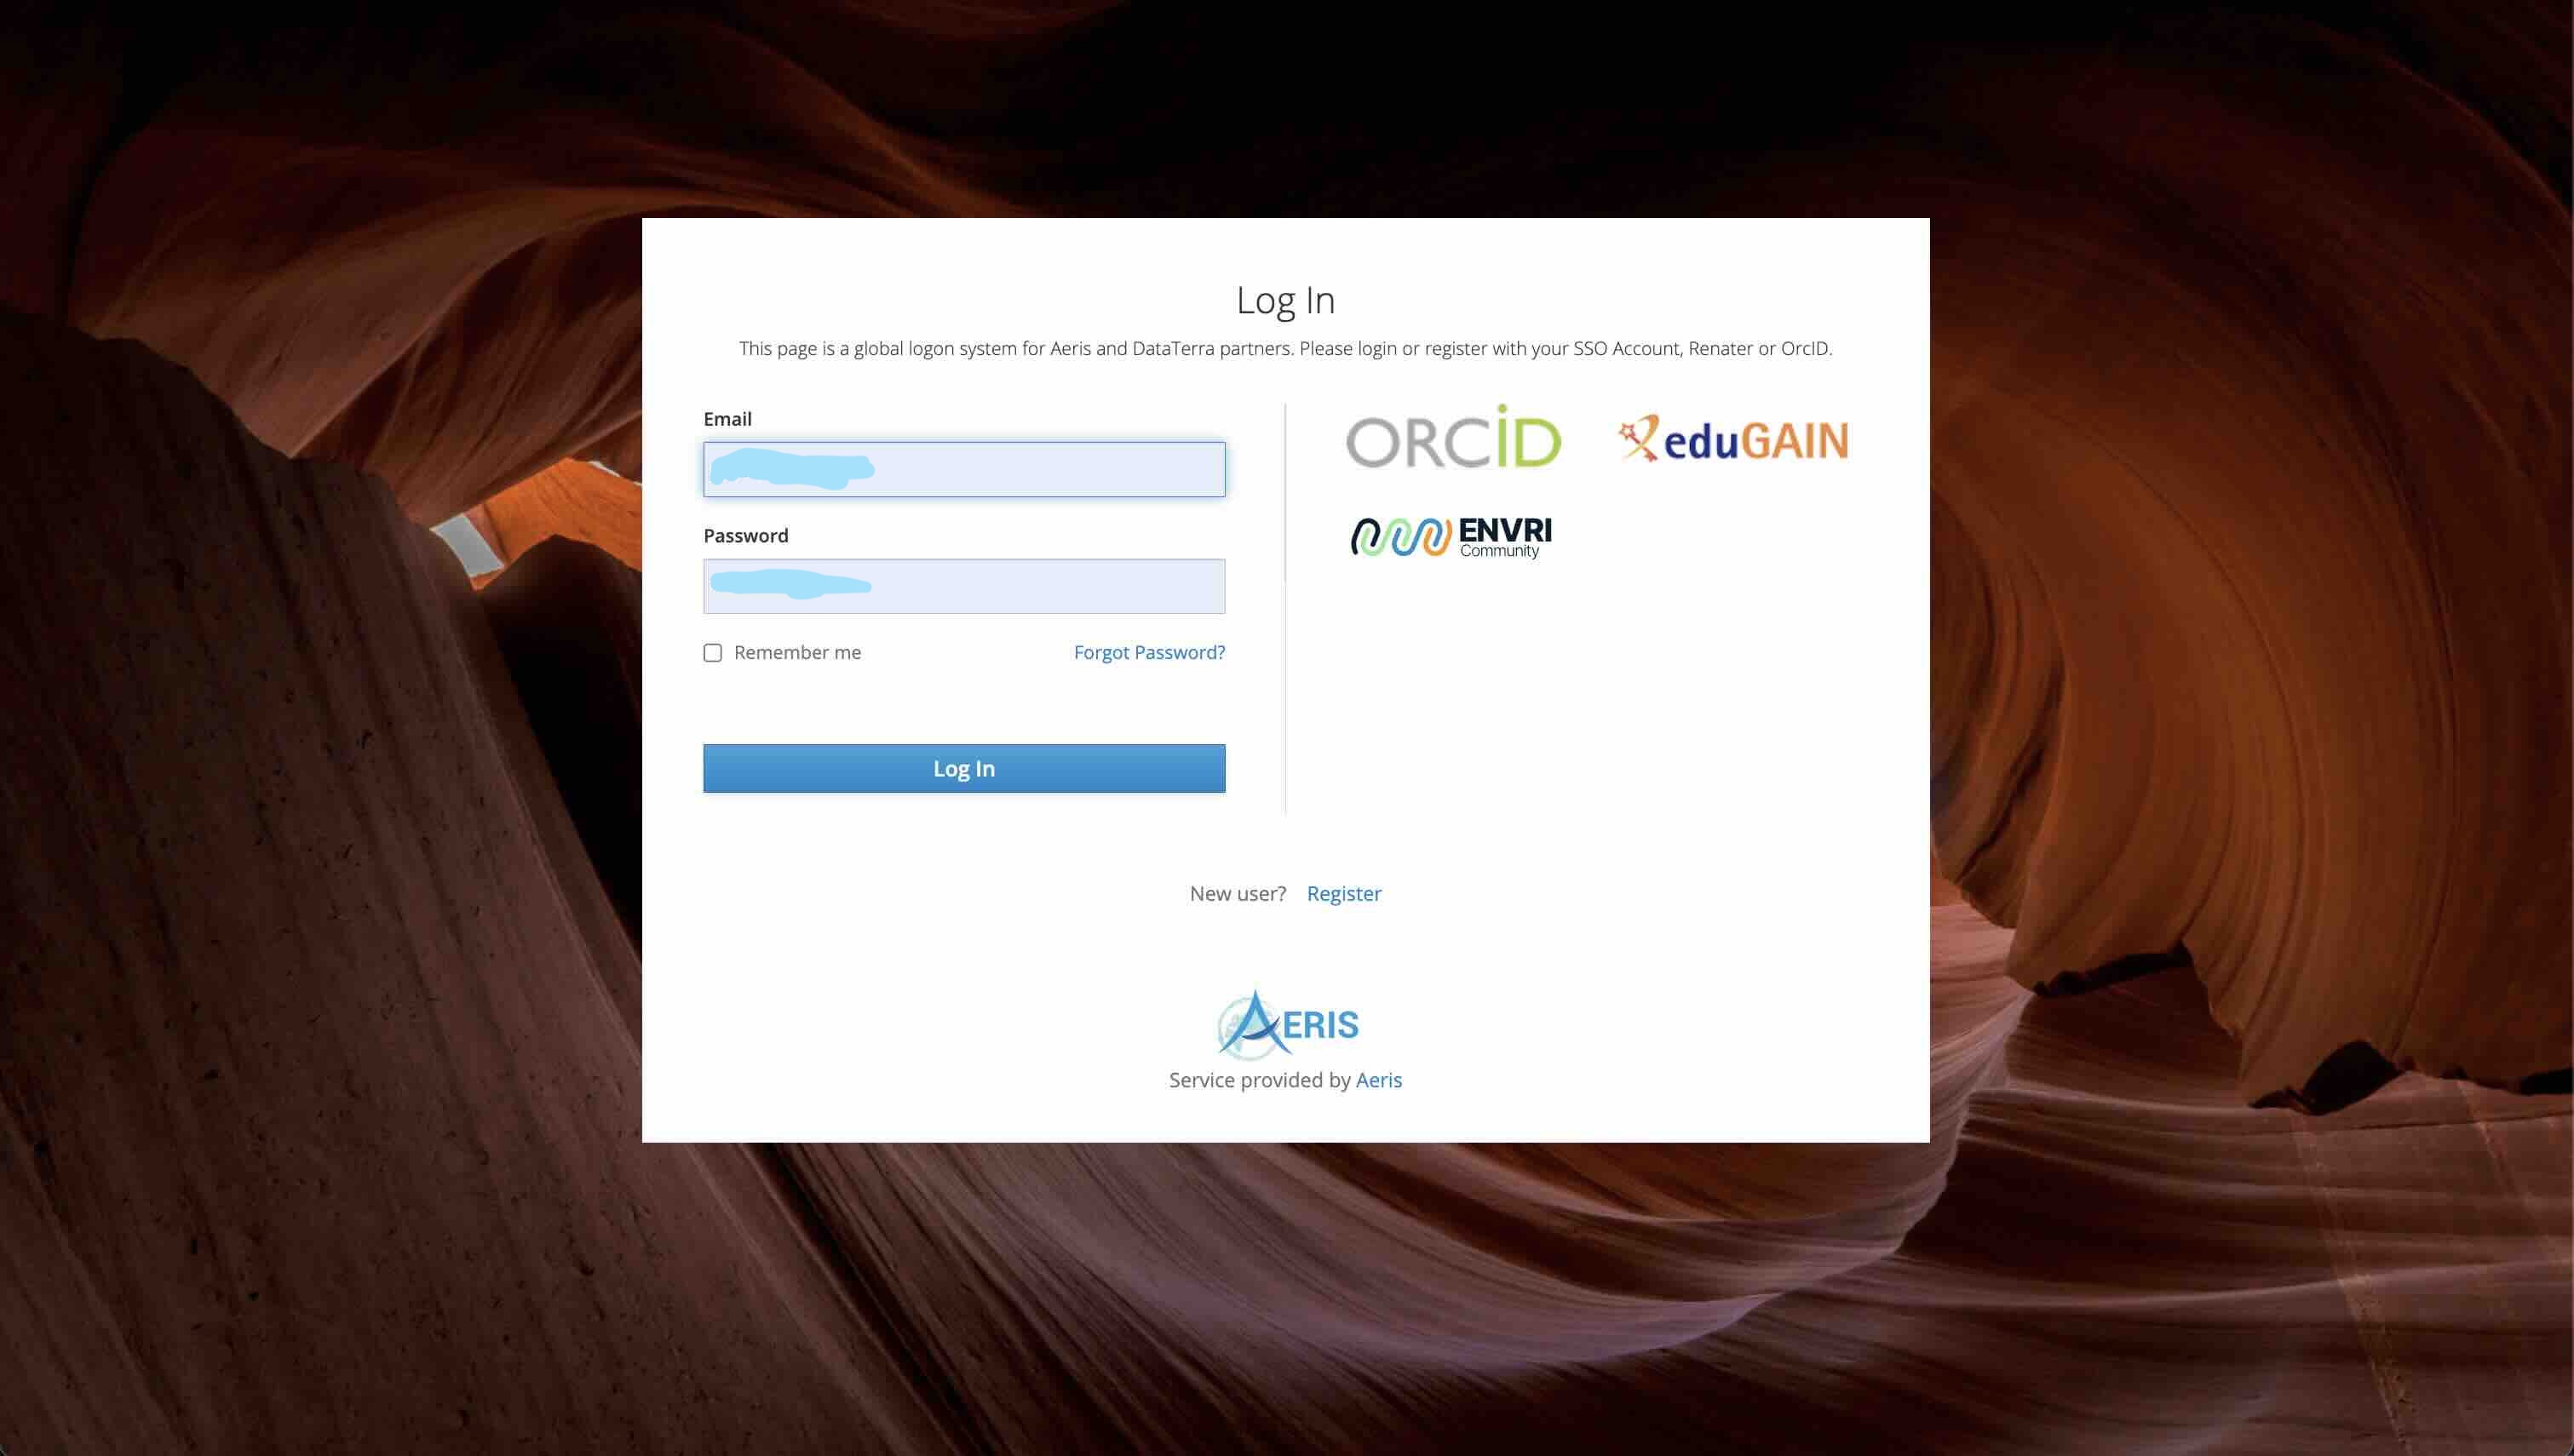 Log In
This page is a global logon system for Aeris and DataTerra partners. Please login or register with your SSO Account, Renater or OrcID.
Email
Password
Remember me
Forgot Password?
Log In
ORCiD
eduGAIN
ENVRI
Community
New user? Register
AERIS
Service provided by Aeris